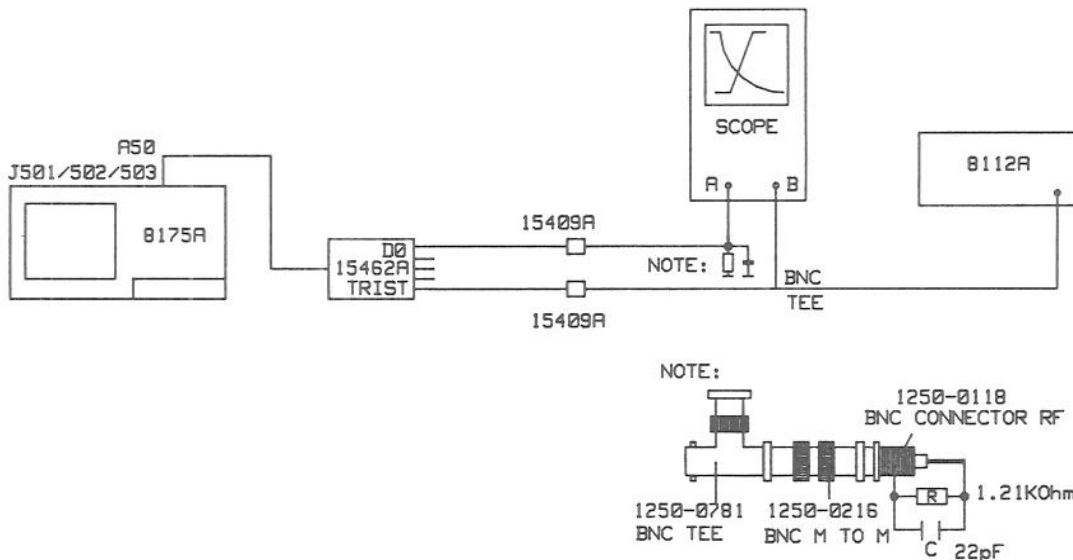 SCOPE
A B
A50
J501/502/503
8175A
8112A
15409A
D0
15462A
TRIST
NOTE:
BNC
TEE
15409A
NOTE:
1250-0118
BNC CONNECTOR RF
R 1.21KOhm
1250-0781
BNC TEE
1250-0216
BNC M TO M
C 22pF